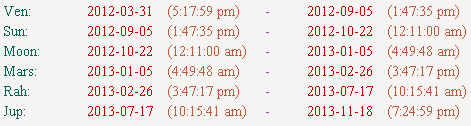 Ven: 2012-03-31 (5:17:59 pm) - 2012-09-05 (1:47:35 pm)
Sun: 2012-09-05 (1:47:35 pm) - 2012-10-22 (12:11:00 am)
Moon: 2012-10-22 (12:11:00 am) - 2013-01-05 (4:49:48 am)
Mars: 2013-01-05 (4:49:48 am) - 2013-02-26 (3:47:17 pm)
Rah: 2013-02-26 (3:47:17 pm) - 2013-07-17 (10:15:41 am)
Jup: 2013-07-17 (10:15:41 am) - 2013-11-18 (7:24:59 pm)